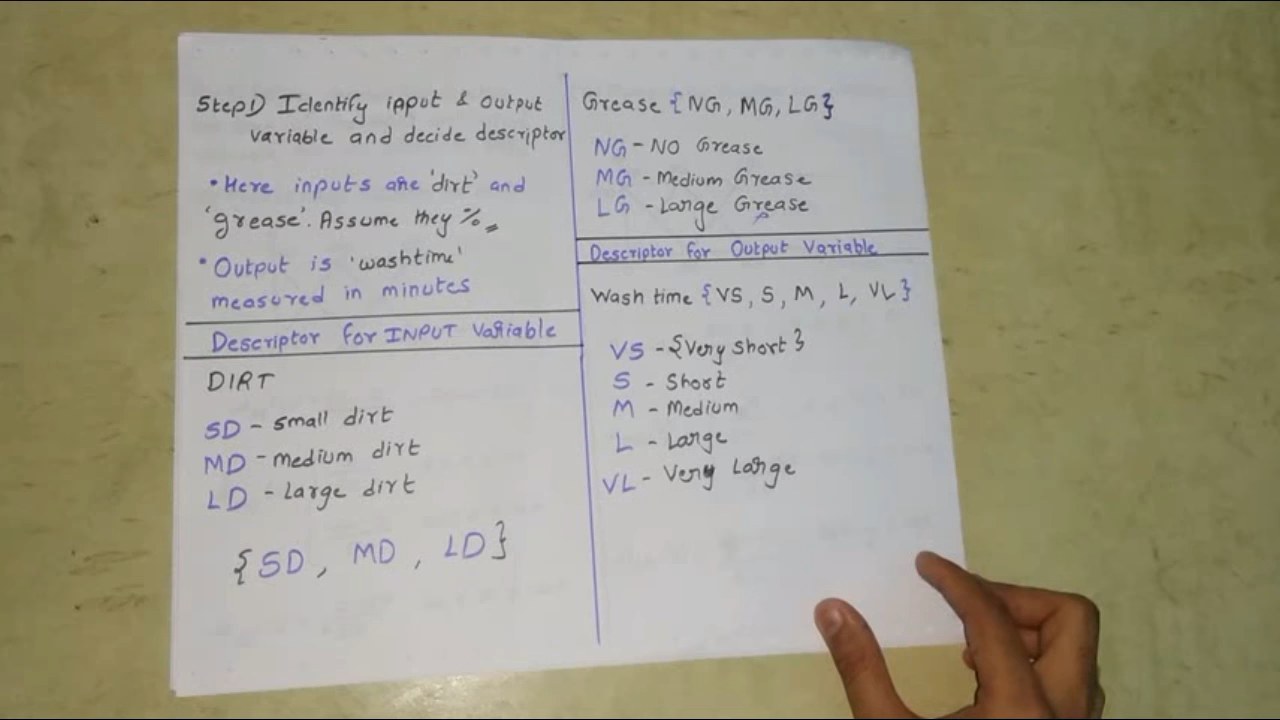 Step1) Identify input & output
variable and decide descriptor
• Here inputs are 'dirt' and
'grease'. Assume they %
• Output is 'washtime'
measured in minutes
Descriptor for INPUT Variable
DIRT
SD - small dirt
MD - medium dirt
LD - Large dirt
{SD, MD, LD}
Grease {NG, MG, LG}
NG - NO Grease
MG - Medium Grease
LG - Large Grease
Descriptor for Output Variable
Wash time {VS, S, M, L, VL}
VS - {Very short}
S - Short
M - Medium
L - Large
VL - Very Large